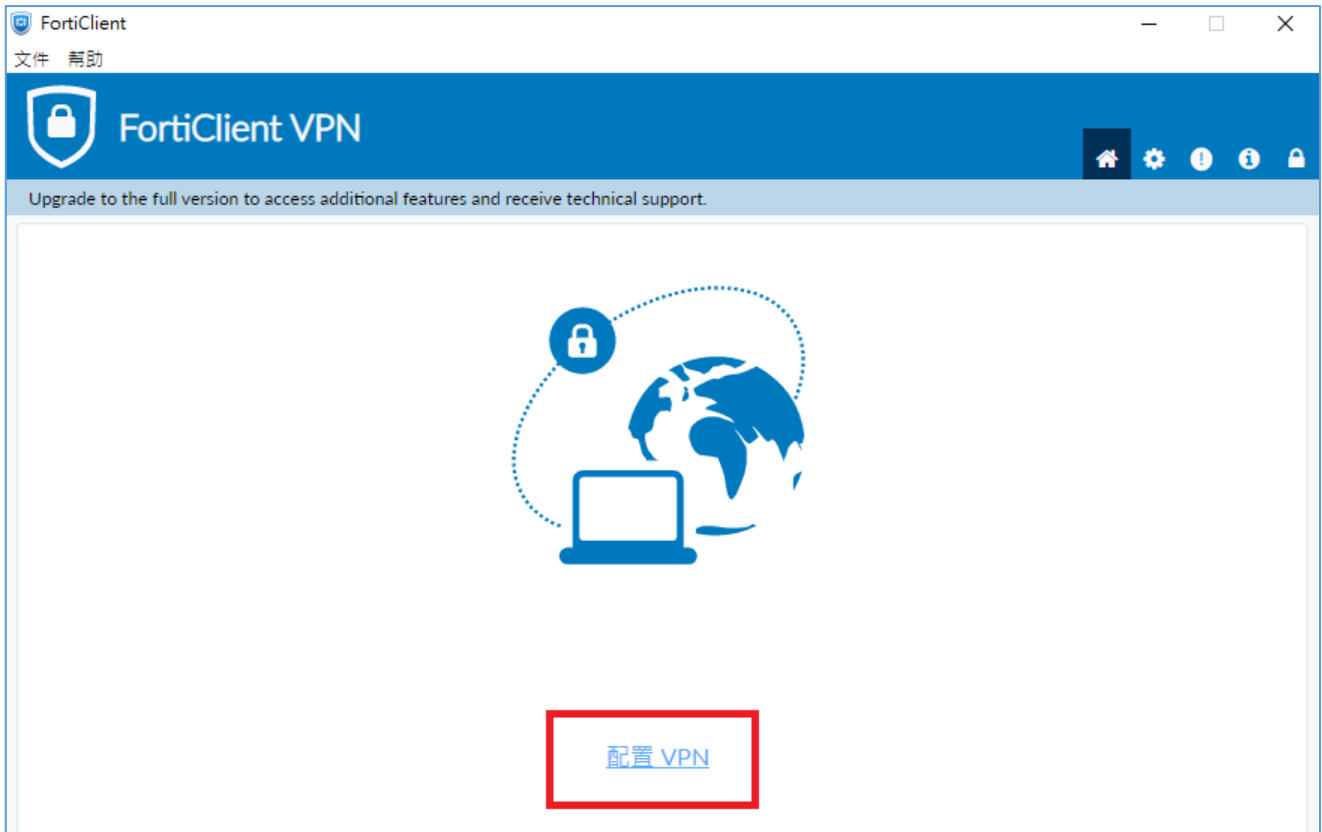 FortiClient
文件 幫助
FortiClient VPN
Upgrade to the full version to access additional features and receive technical support.
配置 VPN